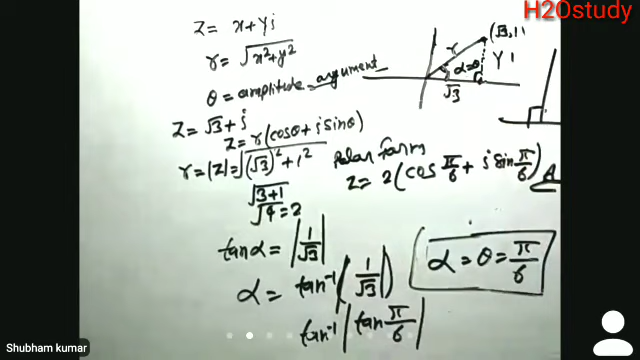 H2Ostudy
z = x+yi
r = √x²+y²
θ = amplitude = argument
z = √3 + i
z = r(cosθ + i sinθ)
r = |z| = √(√3)² + 1²
√3+1
√4 = 2
tanα = |1/√3|
α = tan⁻¹(1/√3)
tan⁻¹|tan π/6|
(√3, 1)
r
α=θ
y 1
√3
Polar form
z = 2(cos π/6 + i sin π/6) A
α = θ = π/6
Shubham kumar